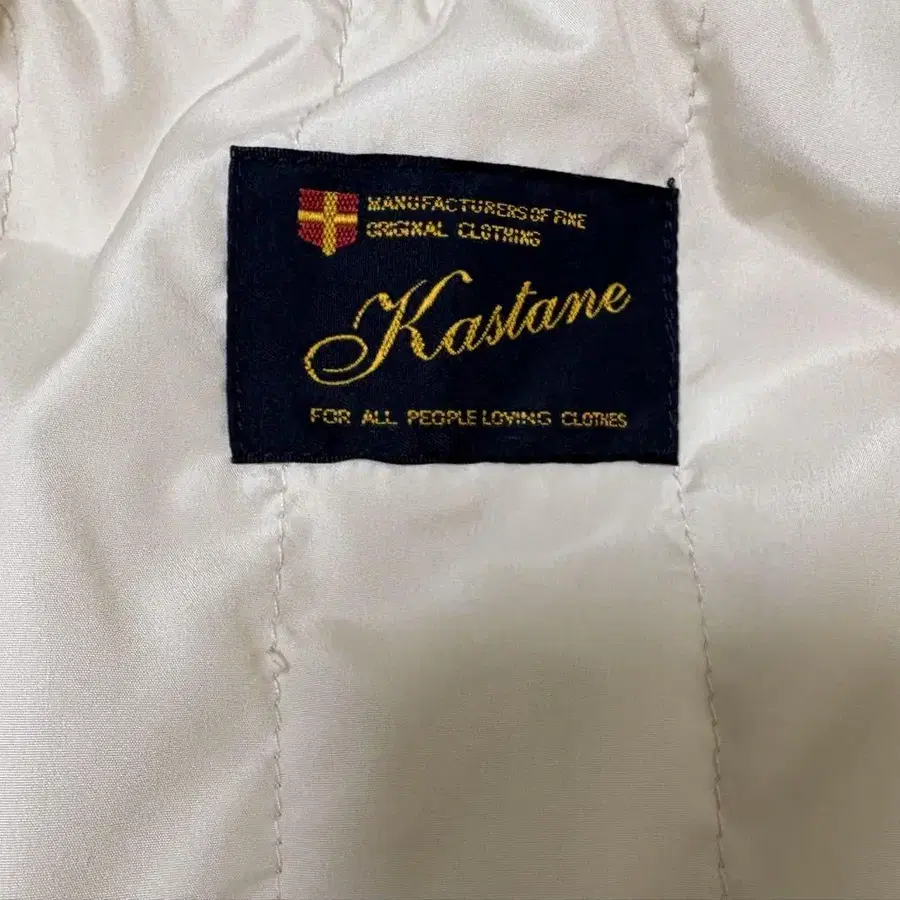 MANUFACTURERS OF FINE
ORIGINAL CLOTHING
Kastane
FOR ALL PEOPLE LOVING CLOTHES